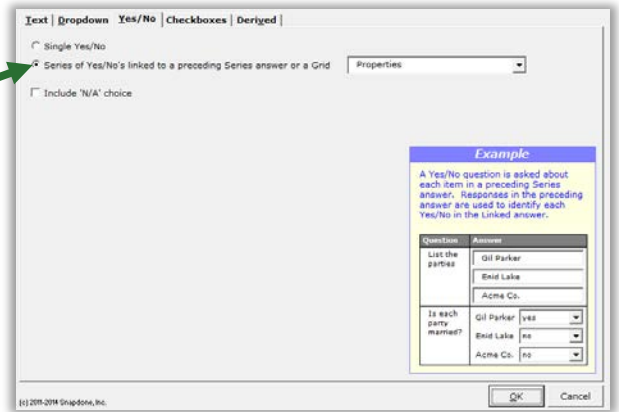 Text | Dropdown Yes/No | Checkboxes | Derived |
Single Yes/No
Series of Yes/No's linked to a preceding Series answer or a Grid Properties
Include 'N/A' choice
Example
A Yes/No question is asked about
each item in a preceding Series
answer. Responses in the preceding
answer are used to identify each
Yes/No in the Linked answer.
Question Answer
List the
parties
Gil Parker
Enid Lake
Acme Co.
Is each
party
married?
Gil Parker yes
Enid Lake no
Acme Co. no
(c) 2011-2014 Snapdone, Inc.
OK Cancel